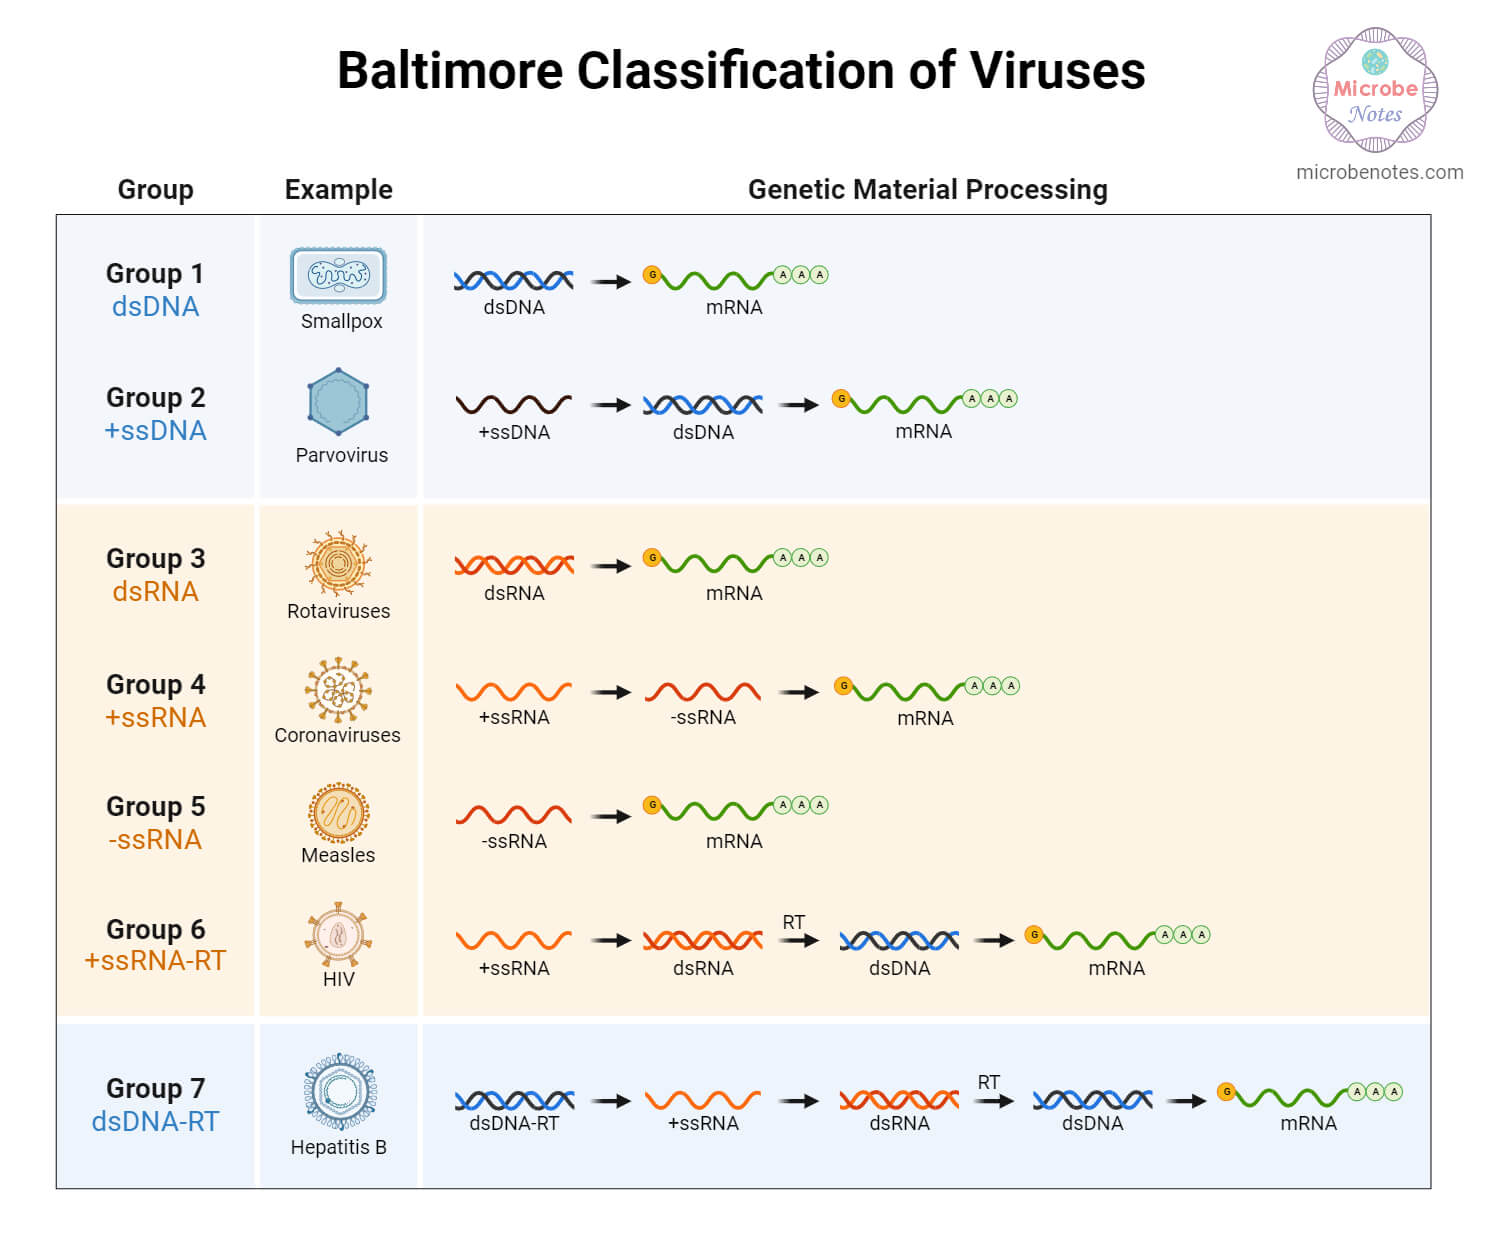 Baltimore Classification of Viruses
Microbe
Notes
microbenotes.com
Group Example Genetic Material Processing
Group 1
dsDNA
Smallpox
dsDNA
G A A A
mRNA
Group 2
+ssDNA
Parvovirus
+ssDNA
dsDNA
G A A A
mRNA
Group 3
dsRNA
Rotaviruses
dsRNA
G A A A
mRNA
Group 4
+ssRNA
Coronaviruses
+ssRNA
-ssRNA
G A A A
mRNA
Group 5
-ssRNA
Measles
-ssRNA
G A A A
mRNA
Group 6
+ssRNA-RT
HIV
+ssRNA
dsRNA
RT
dsDNA
G A A A
mRNA
Group 7
dsDNA-RT
Hepatitis B
dsDNA-RT
+ssRNA
dsRNA
RT
dsDNA
G A A A
mRNA